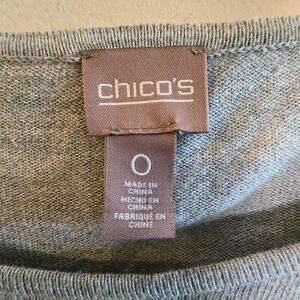 chico's
0
MADE IN
CHINA
HECHO EN
CHINA
FABRIQUÉ EN
CHINE